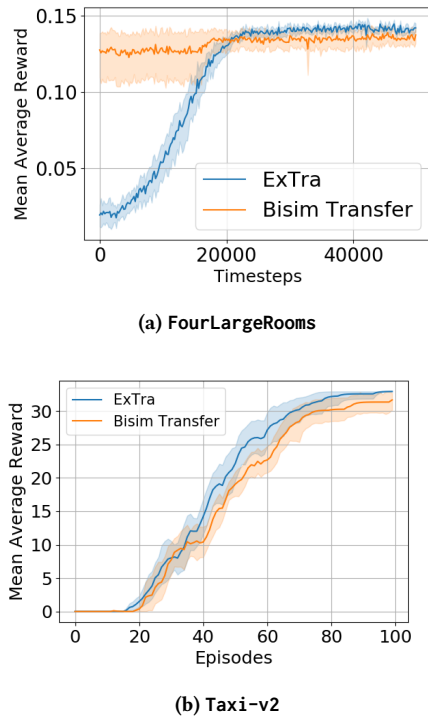 0.15
0.10
0.05
Mean Average Reward
ExTra
Bisim Transfer
0
20000
40000
Timesteps
(a) FourLargeRooms
30
25
20
15
10
5
0
Mean Average Reward
ExTra
Bisim Transfer
0
20
40
60
80
100
Episodes
(b) Taxi-v2